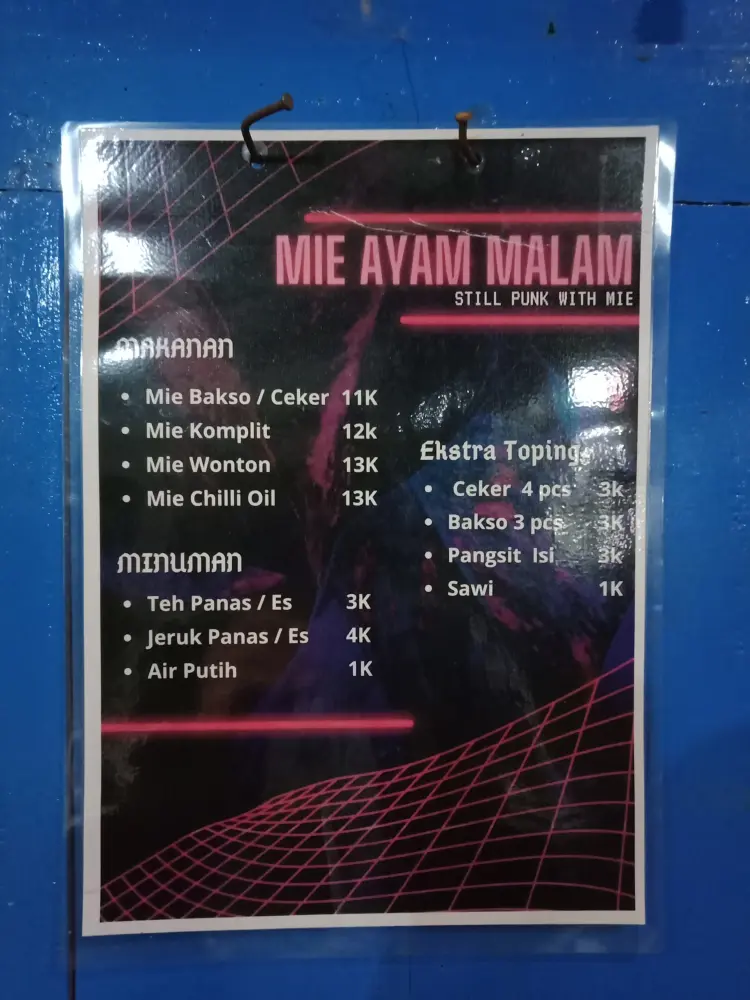 MIE AYAM MALAM
STILL PUNK WITH MIE
MAKANAN
• Mie Bakso / Ceker 11K
• Mie Komplit 12k
• Mie Wonton 13K
• Mie Chilli Oil 13K
MINUMAN
• Teh Panas / Es 3K
• Jeruk Panas / Es 4K
• Air Putih 1K
Ekstra Toping
• Ceker 4 pcs 3k
• Bakso 3 pcs 3K
• Pangsit Isi 3k
• Sawi 1K